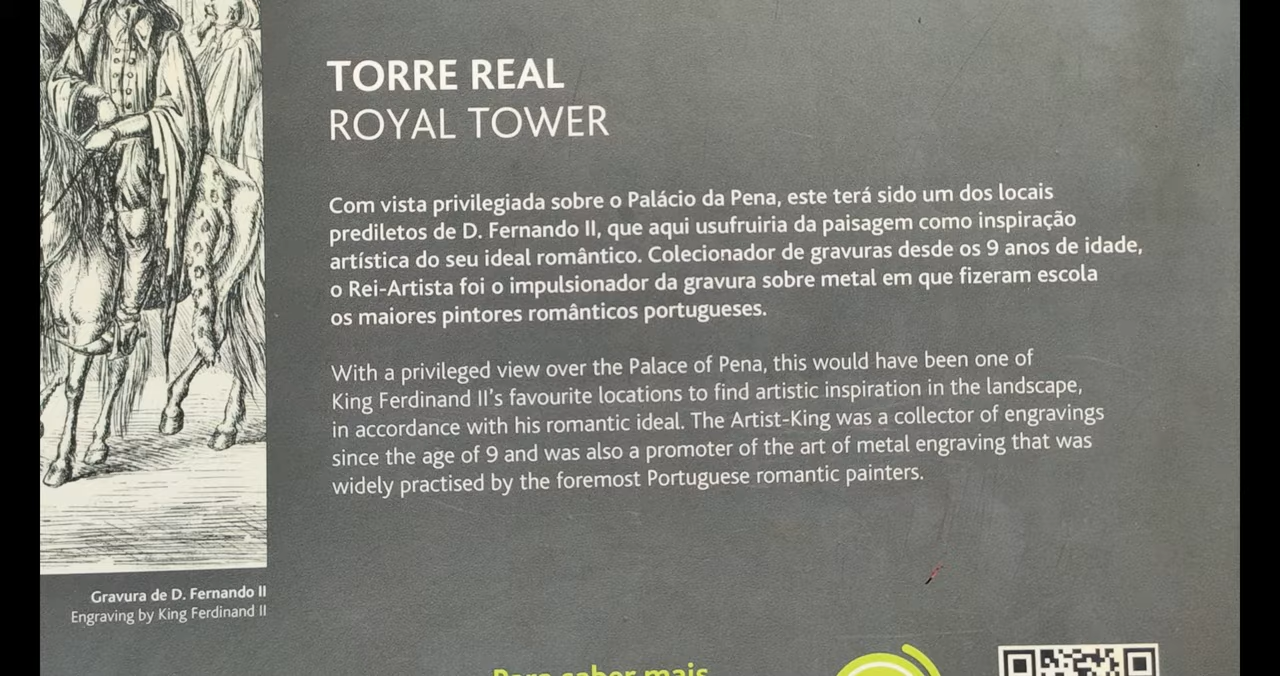 TORRE REAL
ROYAL TOWER
Com vista privilegiada sobre o Palácio da Pena, este terá sido um dos locais
prediletos de D. Fernando II, que aqui usufruiria da paisagem como inspiração
artística do seu ideal romântico. Colecionador de gravuras desde os 9 anos de idade,
o Rei-Artista foi o impulsionador da gravura sobre metal em que fizeram escola
os maiores pintores românticos portugueses.
With a privileged view over the Palace of Pena, this would have been one of
King Ferdinand II's favourite locations to find artistic inspiration in the landscape,
in accordance with his romantic ideal. The Artist-King was a collector of engravings
since the age of 9 and was also a promoter of the art of metal engraving that was
widely practised by the foremost Portuguese romantic painters.
Gravura de D. Fernando II
Engraving by King Ferdinand II
Para saber mais